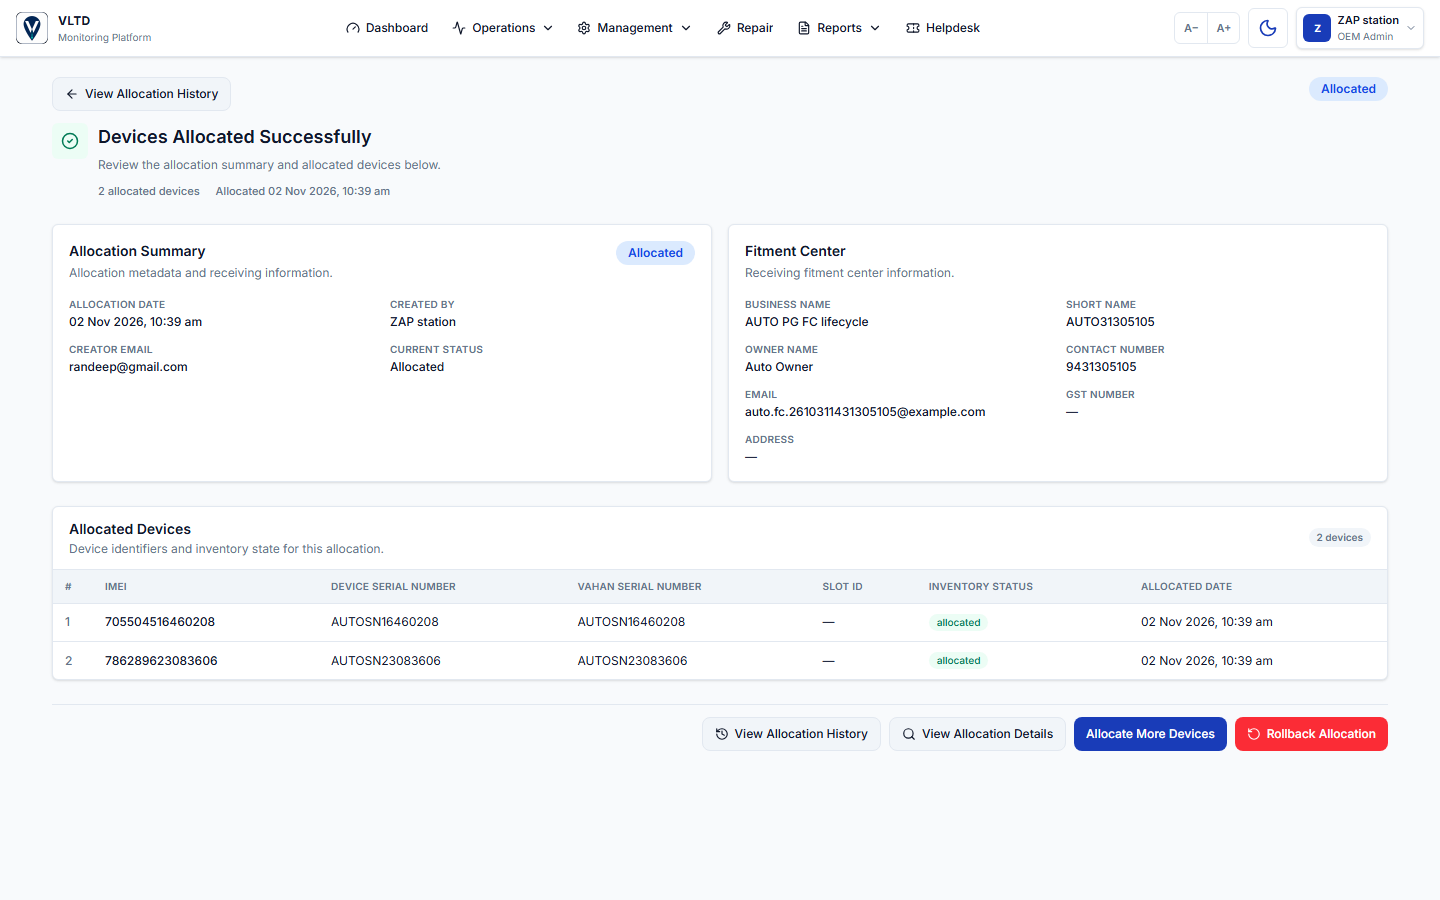 VLTD
Monitoring Platform
Dashboard
Operations
Management
Repair
Reports
Helpdesk
A−
A+
Z
ZAP station
OEM Admin
View Allocation History
Allocated
Devices Allocated Successfully
Review the allocation summary and allocated devices below.
2 allocated devices Allocated 02 Nov 2026, 10:39 am
Allocation Summary
Allocated
Allocation metadata and receiving information.
ALLOCATION DATE
02 Nov 2026, 10:39 am
CREATED BY
ZAP station
CREATOR EMAIL
randeep@gmail.com
CURRENT STATUS
Allocated
Fitment Center
Receiving fitment center information.
BUSINESS NAME
AUTO PG FC lifecycle
SHORT NAME
AUTO31305105
OWNER NAME
Auto Owner
CONTACT NUMBER
9431305105
EMAIL
auto.fc.2610311431305105@example.com
GST NUMBER
—
ADDRESS
—
Allocated Devices
Device identifiers and inventory state for this allocation.
2 devices
# IMEI DEVICE SERIAL NUMBER VAHAN SERIAL NUMBER SLOT ID INVENTORY STATUS ALLOCATED DATE
1 705504516460208 AUTOSN16460208 AUTOSN16460208 — allocated 02 Nov 2026, 10:39 am
2 786289623083606 AUTOSN23083606 AUTOSN23083606 — allocated 02 Nov 2026, 10:39 am
View Allocation History
View Allocation Details
Allocate More Devices
Rollback Allocation